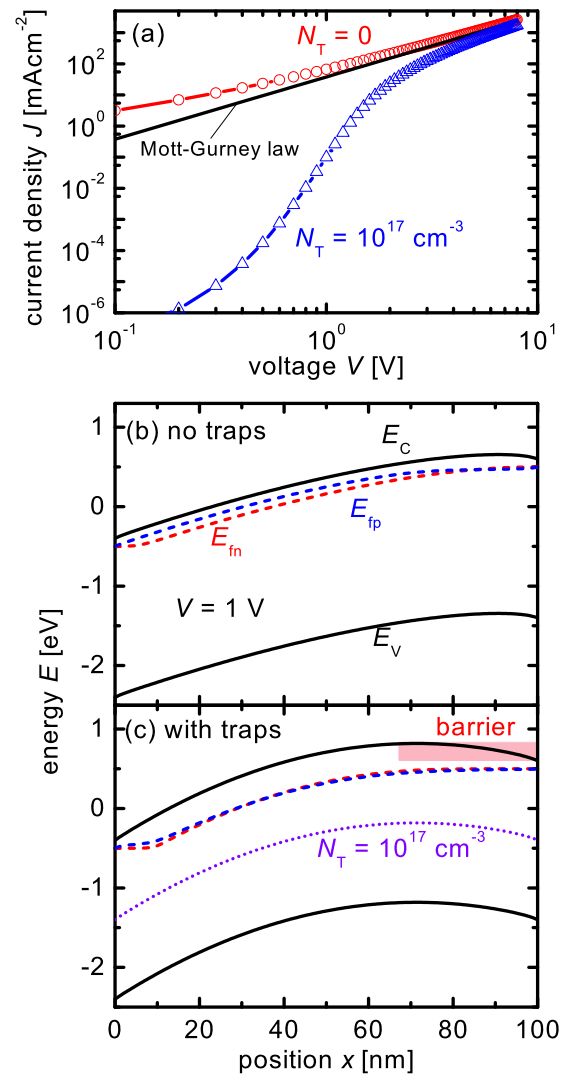 (a)
N_T = 0
Mott-Gurney law
N_T = 10^17 cm^-3
10^2
10^0
10^-2
10^-4
10^-6
current density J [mAcm^-2]
10^-1
10^0
10^1
voltage V [V]
(b) no traps
E_C
E_fp
E_fn
V = 1 V
E_V
1
0
-1
-2
energy E [eV]
(c) with traps
barrier
N_T = 10^17 cm^-3
1
0
-1
-2
0
20
40
60
80
100
position x [nm]